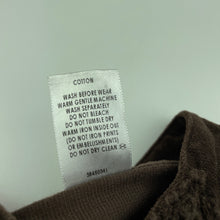 COTTON
WASH BEFORE WEAR
WARM GENTLE MACHINE
WASH SEPARATELY
DO NOT BLEACH
DO NOT TUMBLE DRY
WARM IRON INSIDE OUT
(DO NOT IRON PRINTS
OR EMBELLISHMENTS)
DO NOT DRY CLEAN